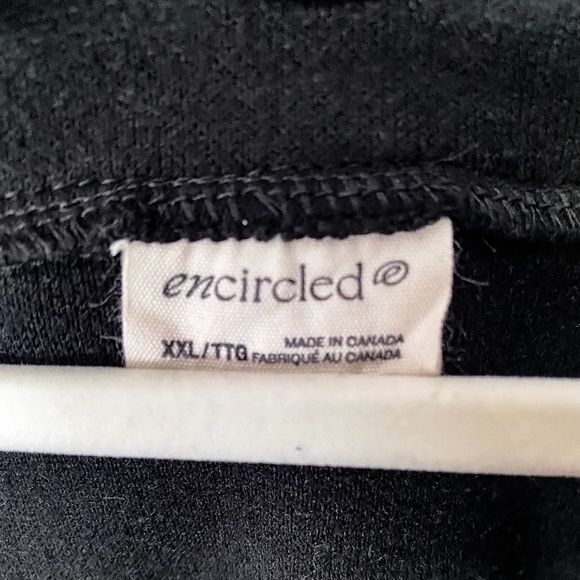 encircled
XXL/TTG MADE IN CANADA
FABRIQUÉ AU CANADA